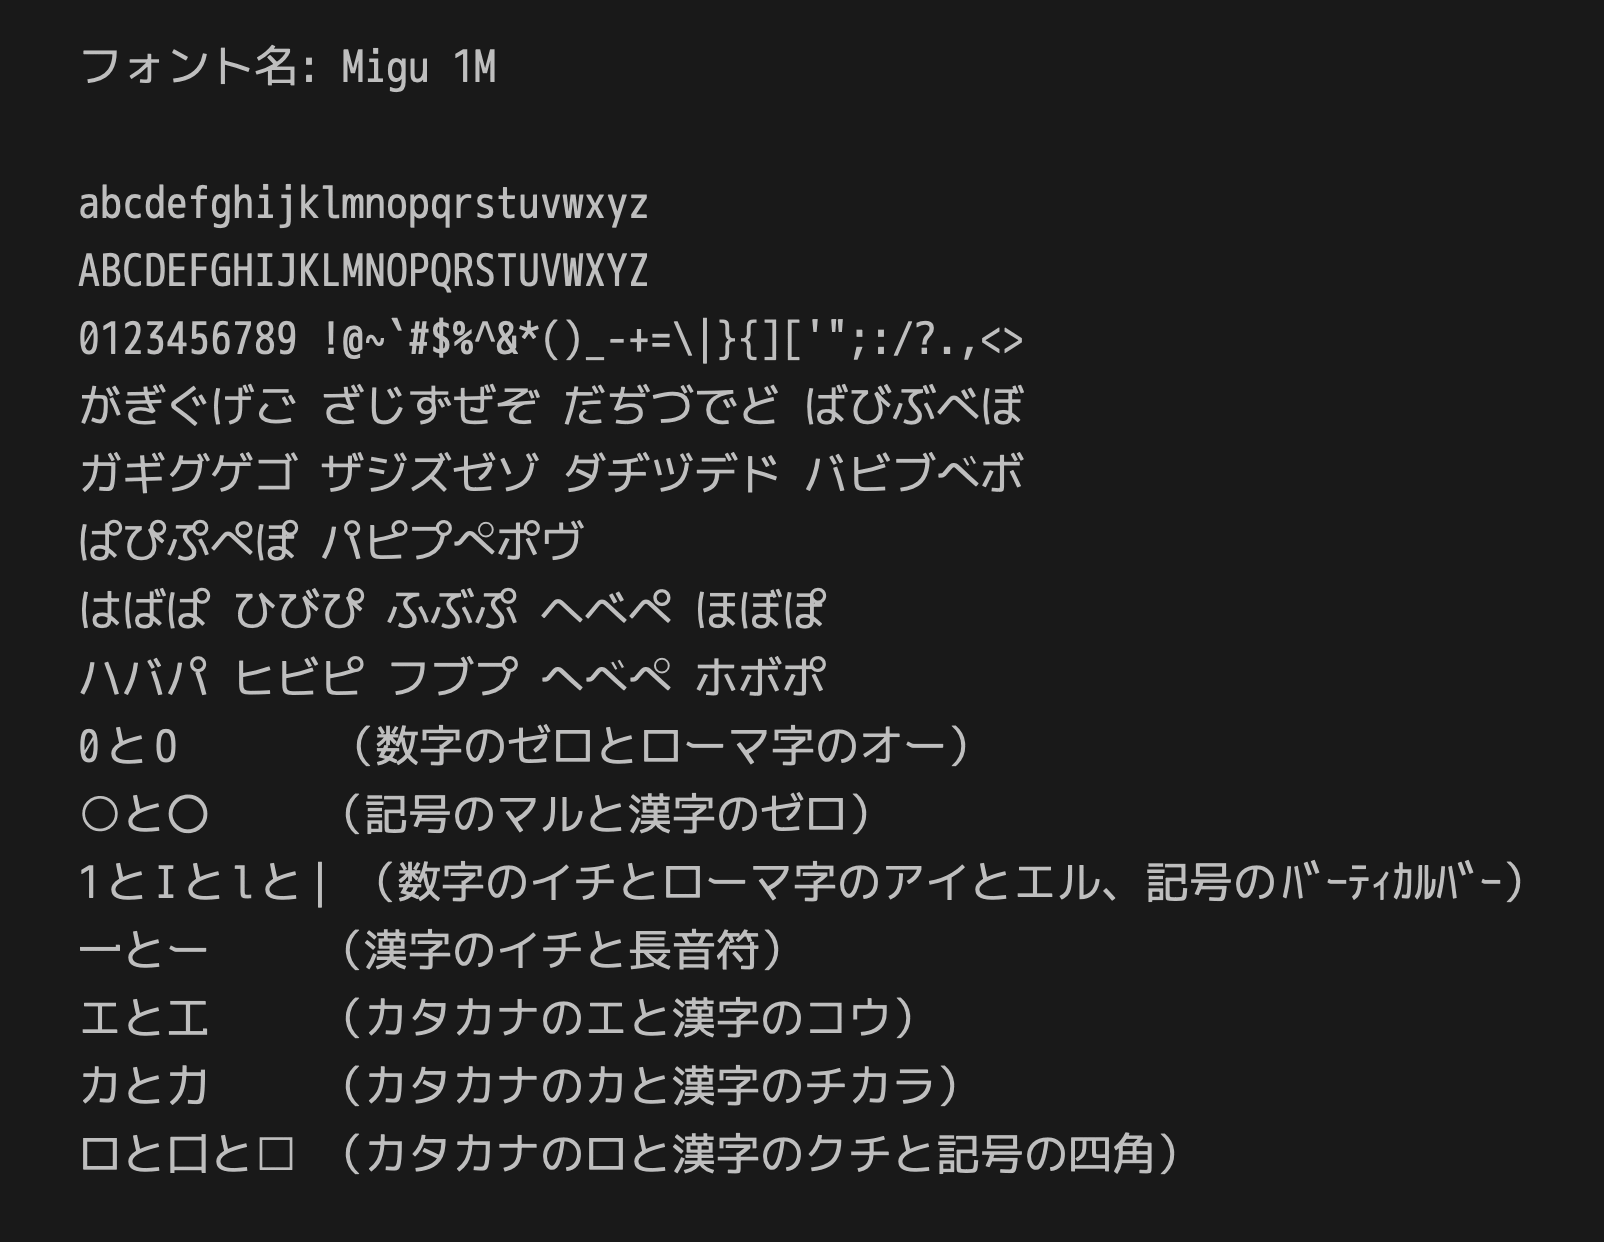 フォント名: Migu 1M
abcdefghijklmnopqrstuvwxyz
ABCDEFGHIJKLMNOPQRSTUVWXYZ
0123456789 !@~`#$%^&*()_-+=\|}{]['";:/?.,<>
がぎぐげご ざじずぜぞ だぢづでど ばびぶべぼ
ガギグゲゴ ザジズゼゾ ダヂヅデド バビブベボ
ぱぴぷぺぽ パピプペポヴ
はばぱ ひびぴ ふぶぷ へべぺ ほぼぽ
ハバパ ヒビピ フブプ ヘベペ ホボポ
0とO （数字のゼロとローマ字のオー）
○と〇 （記号のマルと漢字のゼロ）
1とIとlと| （数字のイチとローマ字のアイとエル、記号のﾊﾞｰﾃｨｶﾙﾊﾞｰ）
一とー （漢字のイチと長音符）
エと工 （カタカナのエと漢字のコウ）
カと力 （カタカナのカと漢字のチカラ）
ロと口と□ （カタカナのロと漢字のクチと記号の四角）